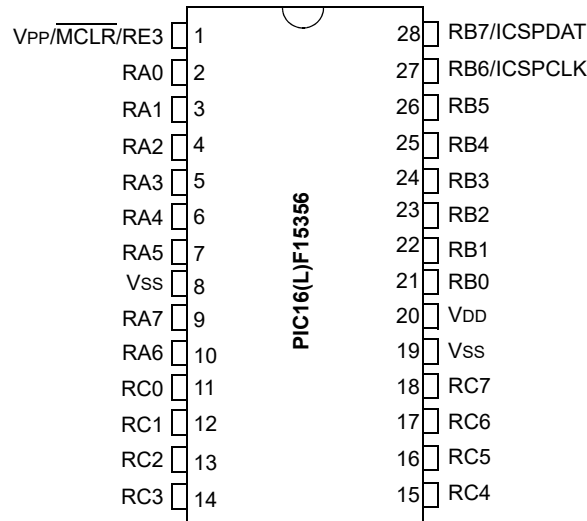 VPP/MCLR/RE3 1 28 RB7/ICSPDAT
RA0 2 27 RB6/ICSPCLK
RA1 3 26 RB5
RA2 4 25 RB4
RA3 5 24 RB3
RA4 6 23 RB2
RA5 7 22 RB1
VSS 8 21 RB0
RA7 9 20 VDD
RA6 10 19 VSS
RC0 11 18 RC7
RC1 12 17 RC6
RC2 13 16 RC5
RC3 14 15 RC4
PIC16(L)F15356